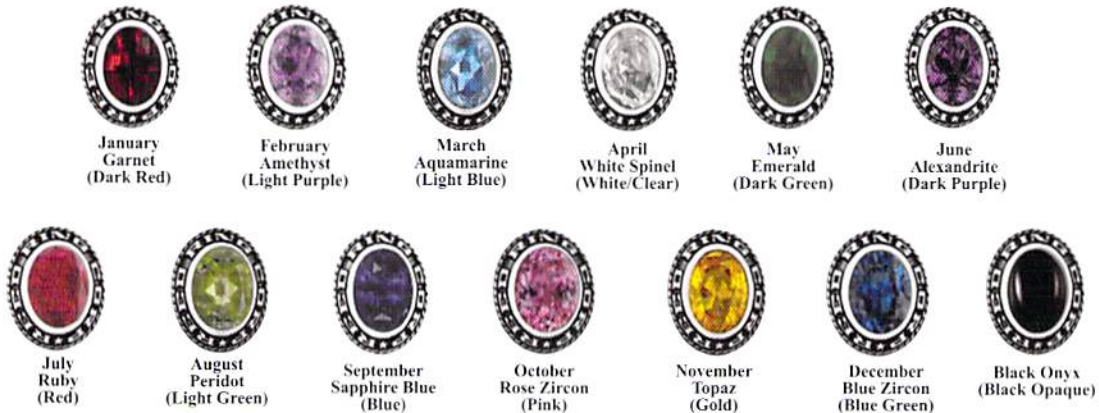 January
Garnet
(Dark Red)
February
Amethyst
(Light Purple)
March
Aquamarine
(Light Blue)
April
White Spinel
(White/Clear)
May
Emerald
(Dark Green)
June
Alexandrite
(Dark Purple)
July
Ruby
(Red)
August
Peridot
(Light Green)
September
Sapphire Blue
(Blue)
October
Rose Zircon
(Pink)
November
Topaz
(Gold)
December
Blue Zircon
(Blue Green)
Black Onyx
(Black Opaque)